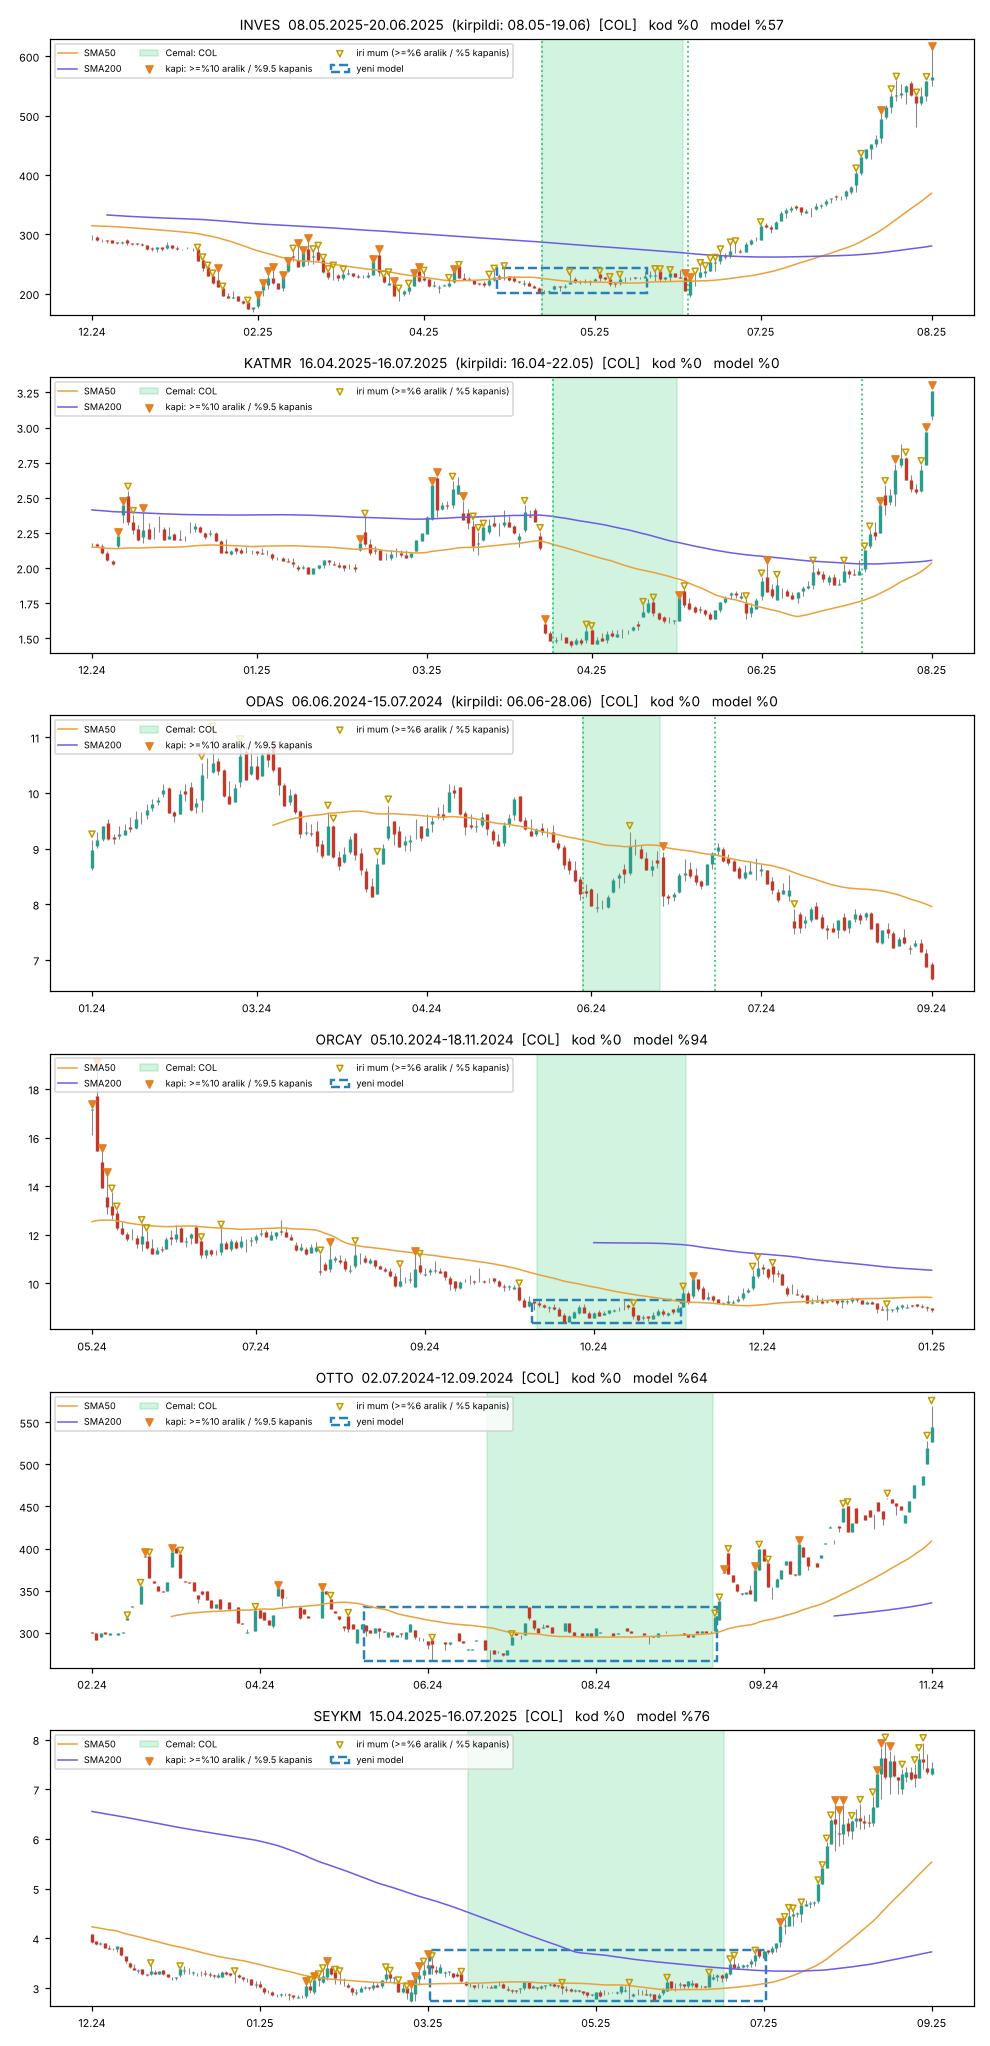 INVES 08.05.2025-20.06.2025 (kirpildi: 08.05-19.06) [COL] kod %0 model %57
SMA50 Cemal: COL iri mum (>=%6 aralik / %5 kapanis)
SMA200 kapi: >=%10 aralik / %9.5 kapanis yeni model
600
500
400
300
200
12.24 02.25 04.25 05.25 07.25 08.25
KATMR 16.04.2025-16.07.2025 (kirpildi: 16.04-22.05) [COL] kod %0 model %0
SMA50 Cemal: COL iri mum (>=%6 aralik / %5 kapanis)
SMA200 kapi: >=%10 aralik / %9.5 kapanis
3.25
3.00
2.75
2.50
2.25
2.00
1.75
1.50
12.24 01.25 03.25 04.25 06.25 08.25
ODAS 06.06.2024-15.07.2024 (kirpildi: 06.06-28.06) [COL] kod %0 model %0
SMA50 Cemal: COL iri mum (>=%6 aralik / %5 kapanis)
SMA200 kapi: >=%10 aralik / %9.5 kapanis
11
10
9
8
7
01.24 03.24 04.24 06.24 07.24 09.24
ORCAY 05.10.2024-18.11.2024 [COL] kod %0 model %94
SMA50 Cemal: COL iri mum (>=%6 aralik / %5 kapanis)
SMA200 kapi: >=%10 aralik / %9.5 kapanis yeni model
18
16
14
12
10
05.24 07.24 09.24 10.24 12.24 01.25
OTTO 02.07.2024-12.09.2024 [COL] kod %0 model %64
SMA50 Cemal: COL iri mum (>=%6 aralik / %5 kapanis)
SMA200 kapi: >=%10 aralik / %9.5 kapanis yeni model
550
500
450
400
350
300
02.24 04.24 06.24 08.24 09.24 11.24
SEYKM 15.04.2025-16.07.2025 [COL] kod %0 model %76
SMA50 Cemal: COL iri mum (>=%6 aralik / %5 kapanis)
SMA200 kapi: >=%10 aralik / %9.5 kapanis yeni model
8
7
6
5
4
3
12.24 01.25 03.25 05.25 07.25 09.25